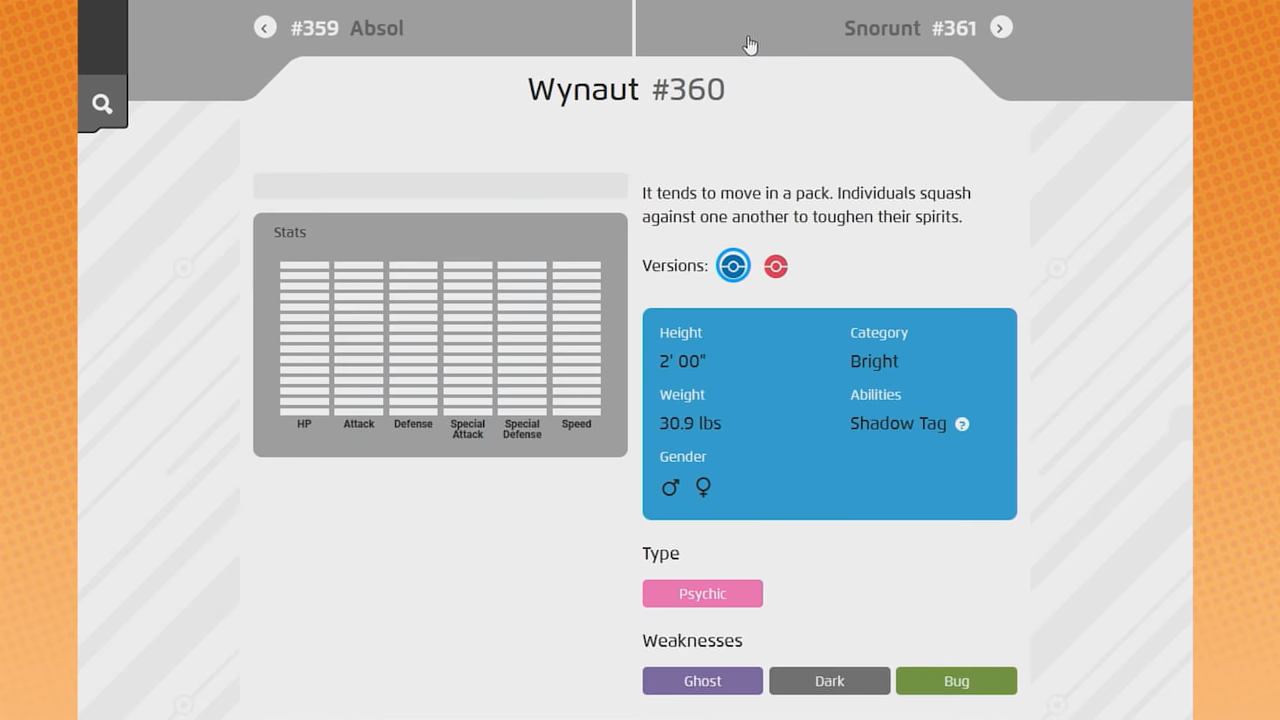 #359 Absol
Snorunt #361
Wynaut #360
It tends to move in a pack. Individuals squash
against one another to toughen their spirits.
Versions:
Stats
HP
Attack
Defense
Special
Attack
Special
Defense
Speed
Height
2' 00"
Category
Bright
Weight
30.9 lbs
Abilities
Shadow Tag ?
Gender
♂ ♀
Type
Psychic
Weaknesses
Ghost
Dark
Bug